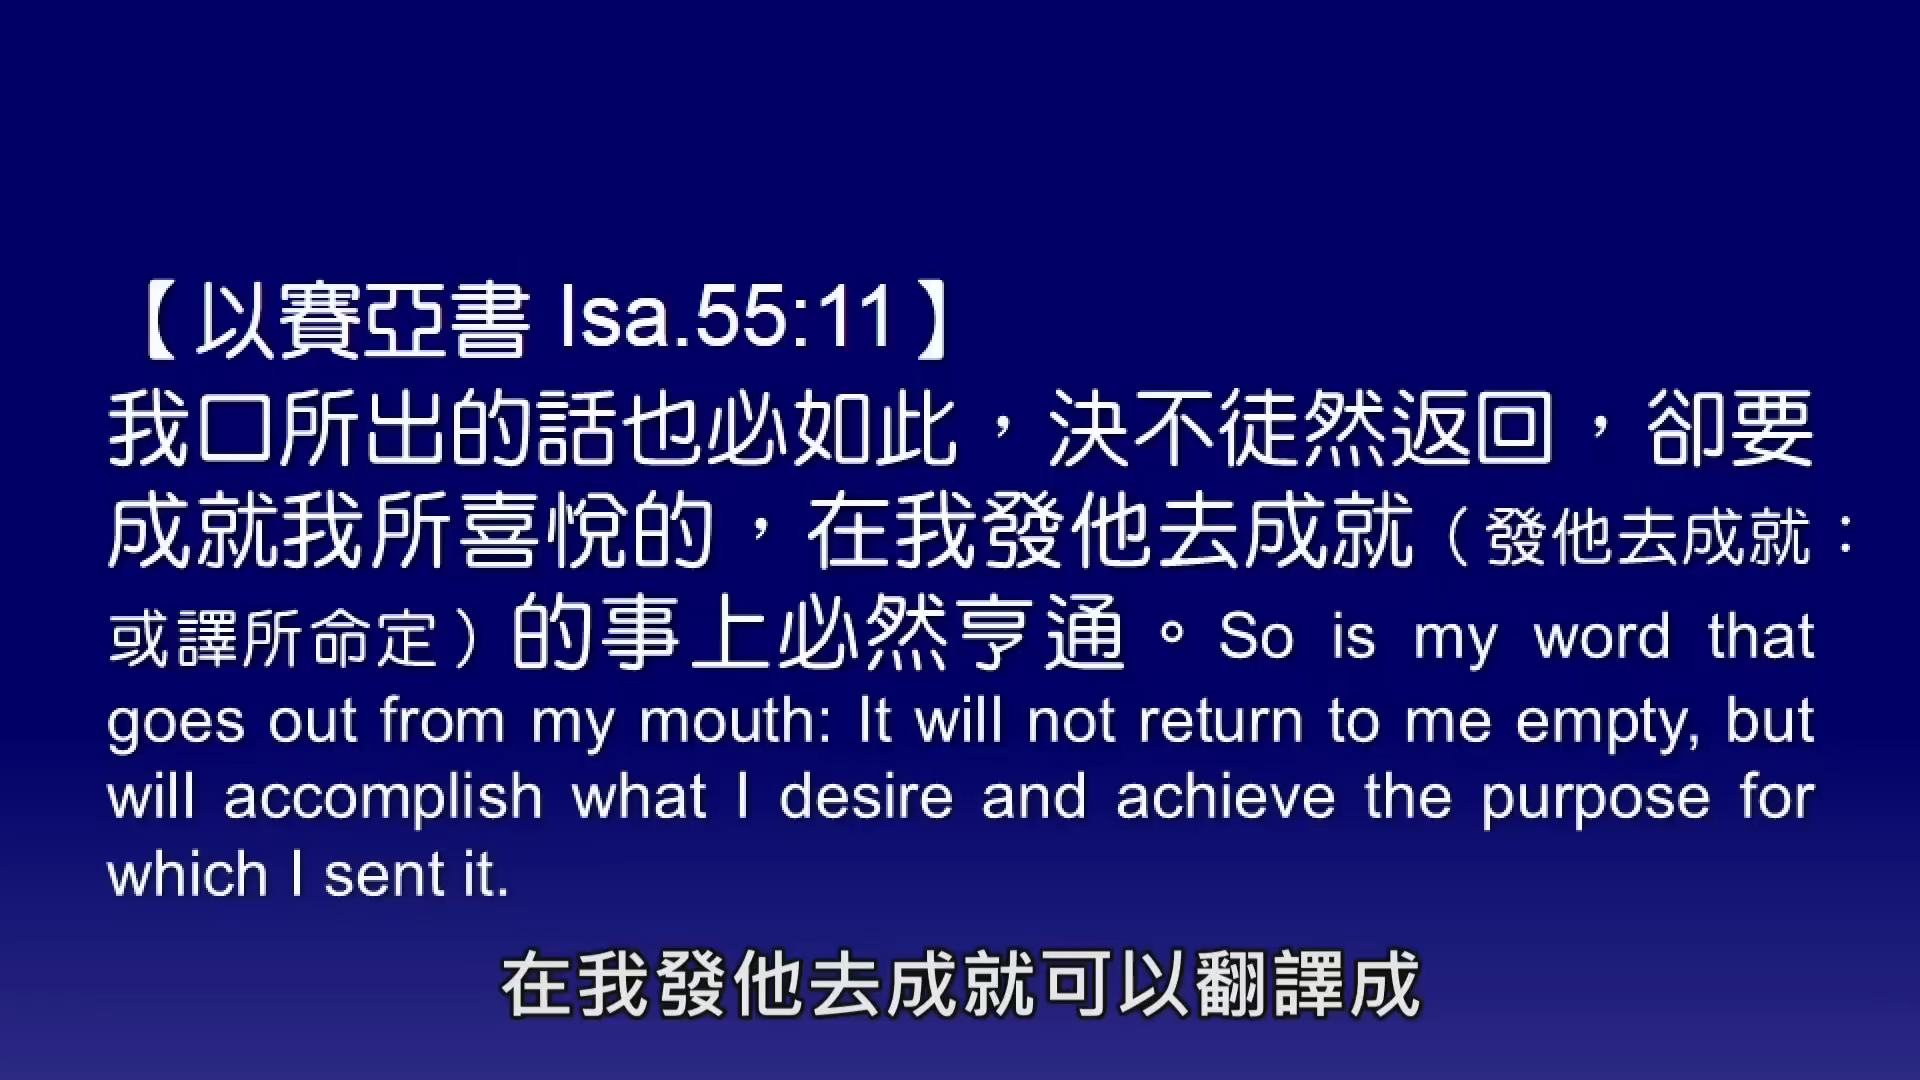 【以賽亞書 Isa.55:11】
我口所出的話也必如此，決不徒然返回，卻要
成就我所喜悅的，在我發他去成就（發他去成就：
或譯所命定）的事上必然亨通。So is my word that
goes out from my mouth: It will not return to me empty, but
will accomplish what I desire and achieve the purpose for
which I sent it.
在我發他去成就可以翻譯成